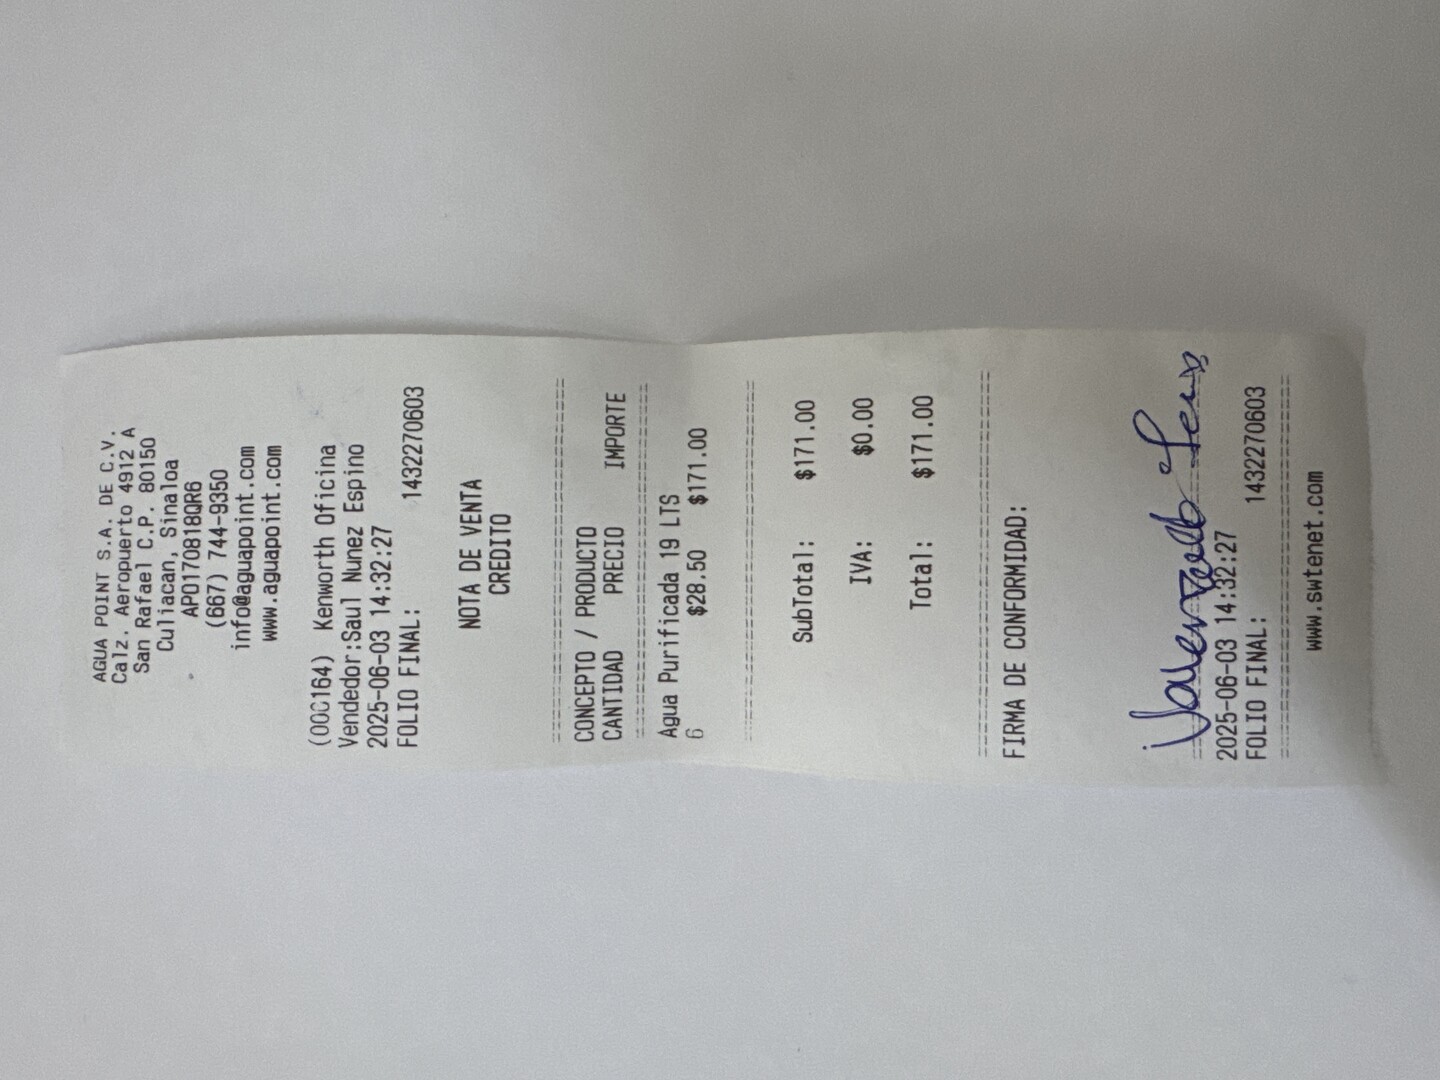 AGUA POINT S.A. DE C.V.
Calz. Aeropuerto 4912 A
San Rafael C.P. 80150
Culiacan, Sinaloa
APO170818QR6
(667) 744-9350
info@aguapoint.com
www.aguapoint.com
(00C164) Kenworth Oficina
Vendedor:Saul Nunez Espino
2025-06-03 14:32:27
FOLIO FINAL: 1432270603
NOTA DE VENTA
CREDITO
CONCEPTO / PRODUCTO
CANTIDAD PRECIO IMPORTE
Agua Purificada 19 LTS
6 $28.50 $171.00
SubTotal: $171.00
IVA: $0.00
Total: $171.00
FIRMA DE CONFORMIDAD:
2025-06-03 14:32:27
FOLIO FINAL: 1432270603
www.swtenet.com